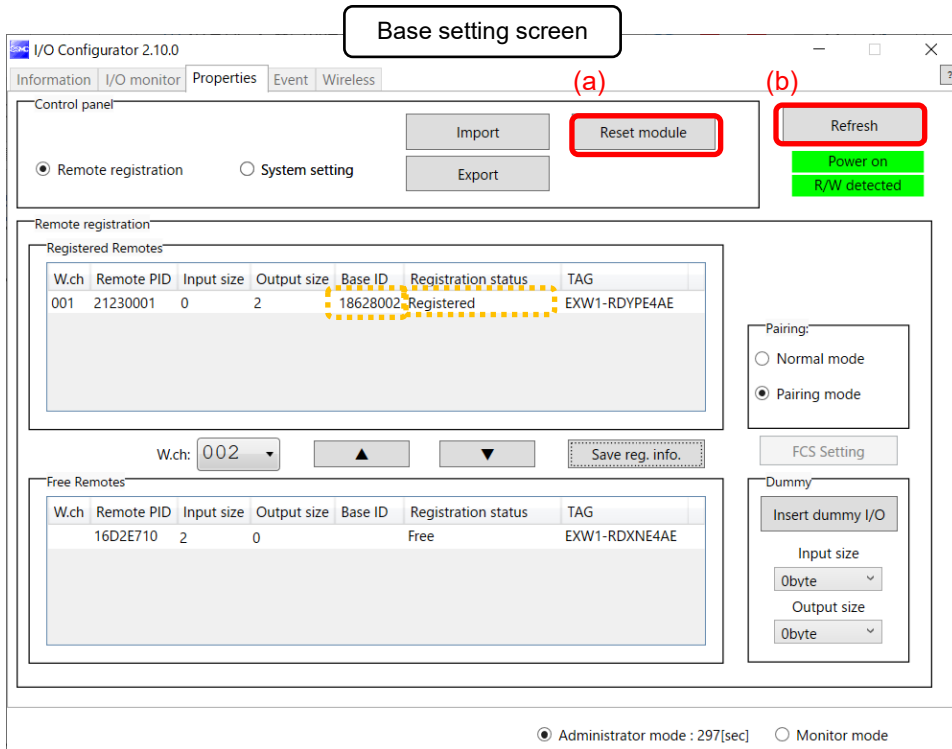 Base setting screen
SMC I/O Configurator 2.10.0
Information I/O monitor Properties Event Wireless
(a) (b)
?
Control panel
Import Reset module Refresh
Remote registration System setting Export
Power on
R/W detected
Remote registration
Registered Remotes
W.ch Remote PID Input size Output size Base ID Registration status TAG
001 21230001 0 2 18628002 Registered EXW1-RDYPE4AE
Pairing:
Normal mode
Pairing mode
W.ch: 002 ▲ ▼ Save reg. info. FCS Setting
Free Remotes
W.ch Remote PID Input size Output size Base ID Registration status TAG
16D2E710 2 0 Free EXW1-RDXNE4AE
Dummy
Insert dummy I/O
Input size
0byte
Output size
0byte
Administrator mode : 297[sec] Monitor mode